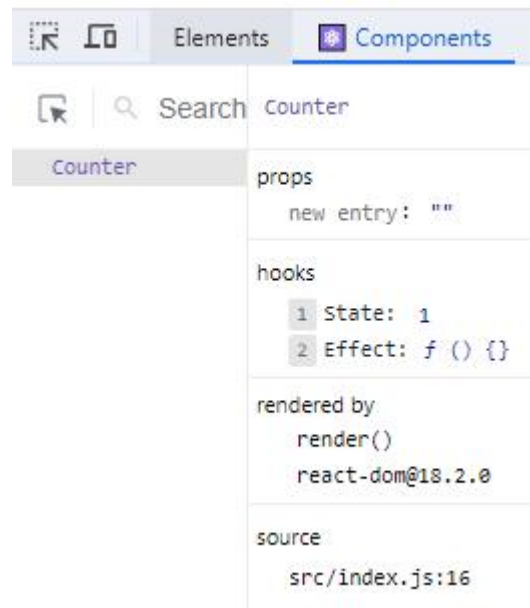 Elements Components
Search Counter
Counter
props
new entry: ""
hooks
1 State: 1
2 Effect: ƒ () {}
rendered by
render()
react-dom@18.2.0
source
src/index.js:16